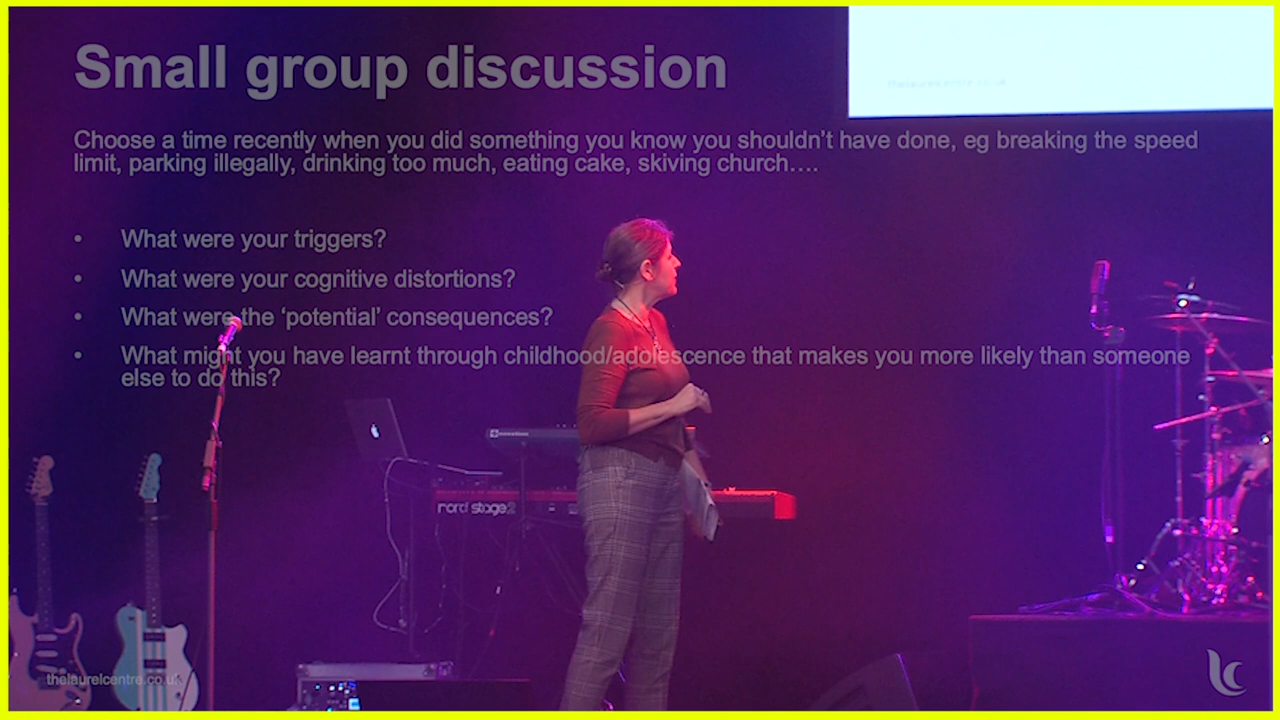 thelaurelcentre.co.uk
Small group discussion
Choose a time recently when you did something you know you shouldn’t have done, eg breaking the speed
limit, parking illegally, drinking too much, eating cake, skiving church….
• What were your triggers?
• What were your cognitive distortions?
• What were the ‘potential’ consequences?
• What might you have learnt through childhood/adolescence that makes you more likely than someone
else to do this?
nord stage2
thelaurelcentre.co.uk